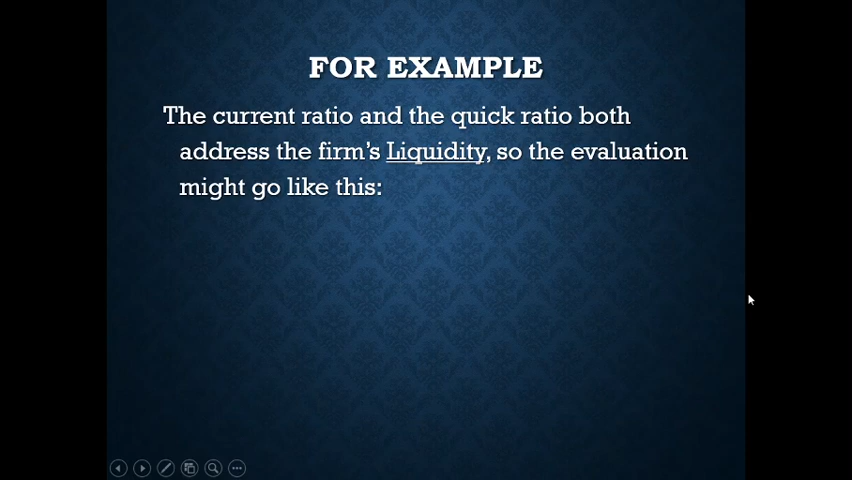 FOR EXAMPLE
The current ratio and the quick ratio both
address the firm’s Liquidity, so the evaluation
might go like this: